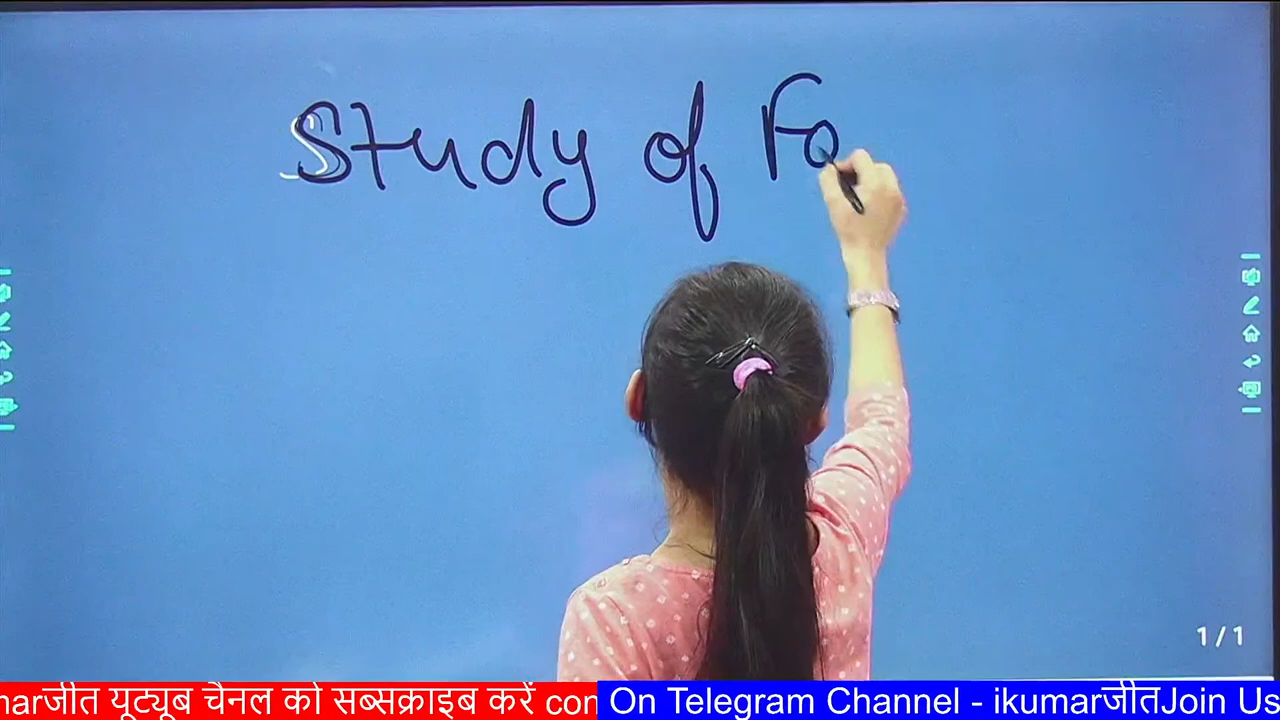 Study of Fo
1/1
marजीत यूट्यूब चैनल को सब्सक्राइब करें con
On Telegram Channel - ikumarजीतJoin Us